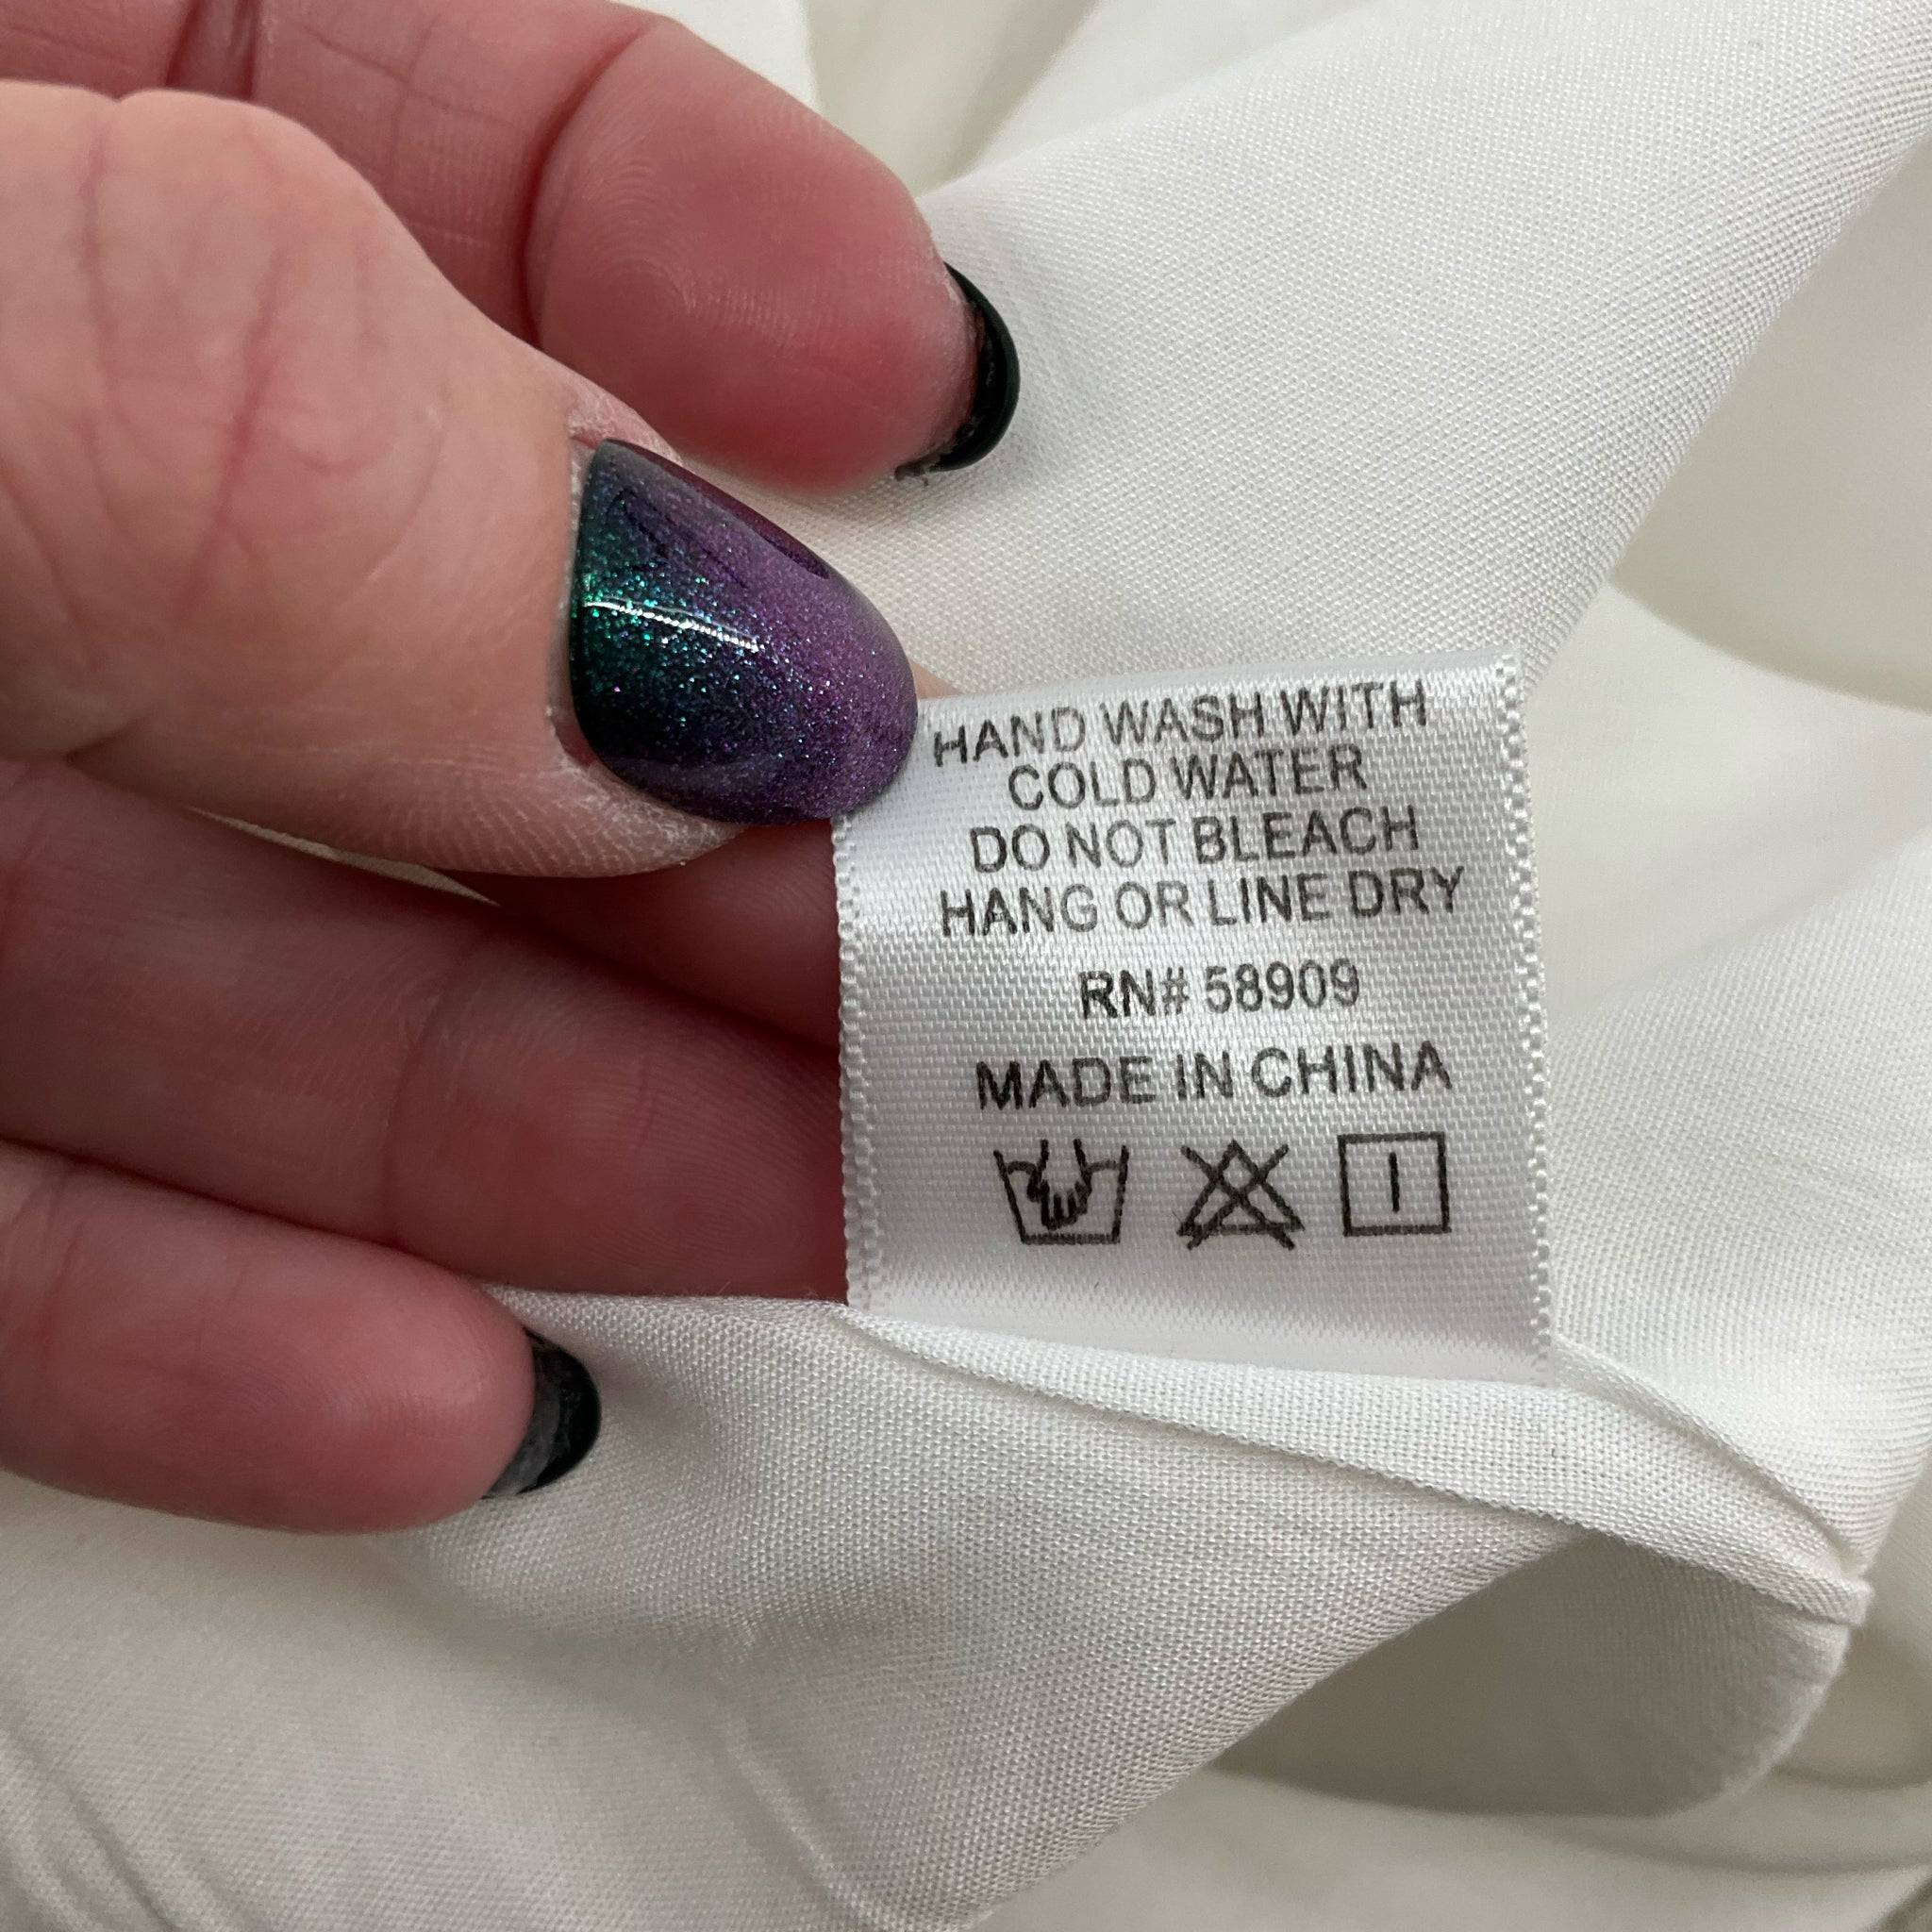 HAND WASH WITH
COLD WATER
DO NOT BLEACH
HANG OR LINE DRY
RN# 58909
MADE IN CHINA